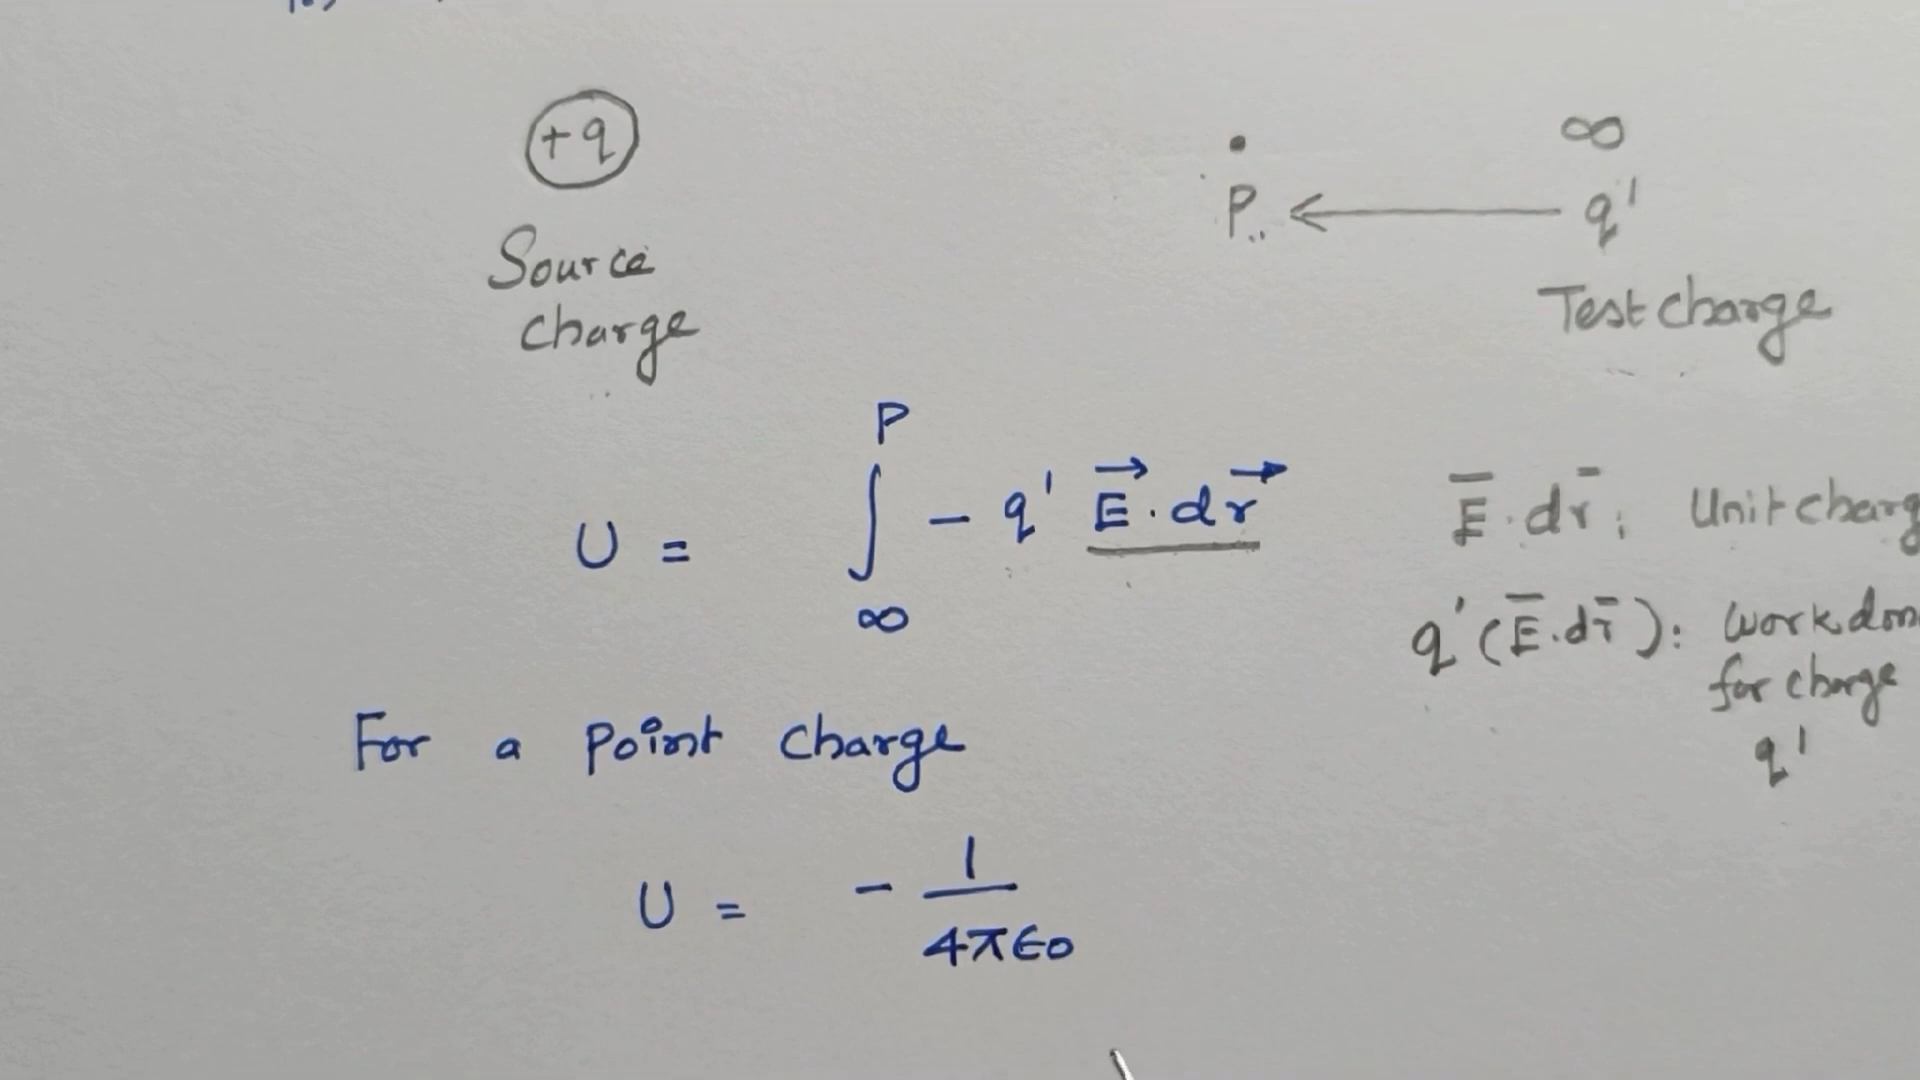 +q
∞
P
q'
Source
charge
Test charge
P
U = ∫ - q' E⃗ . dr⃗
∞
E̅ . dr̅ : Unit charg
q' (E̅ . dr̅ ) : work don
for charge
q'
For a point charge
U = - 1
4πϵ0